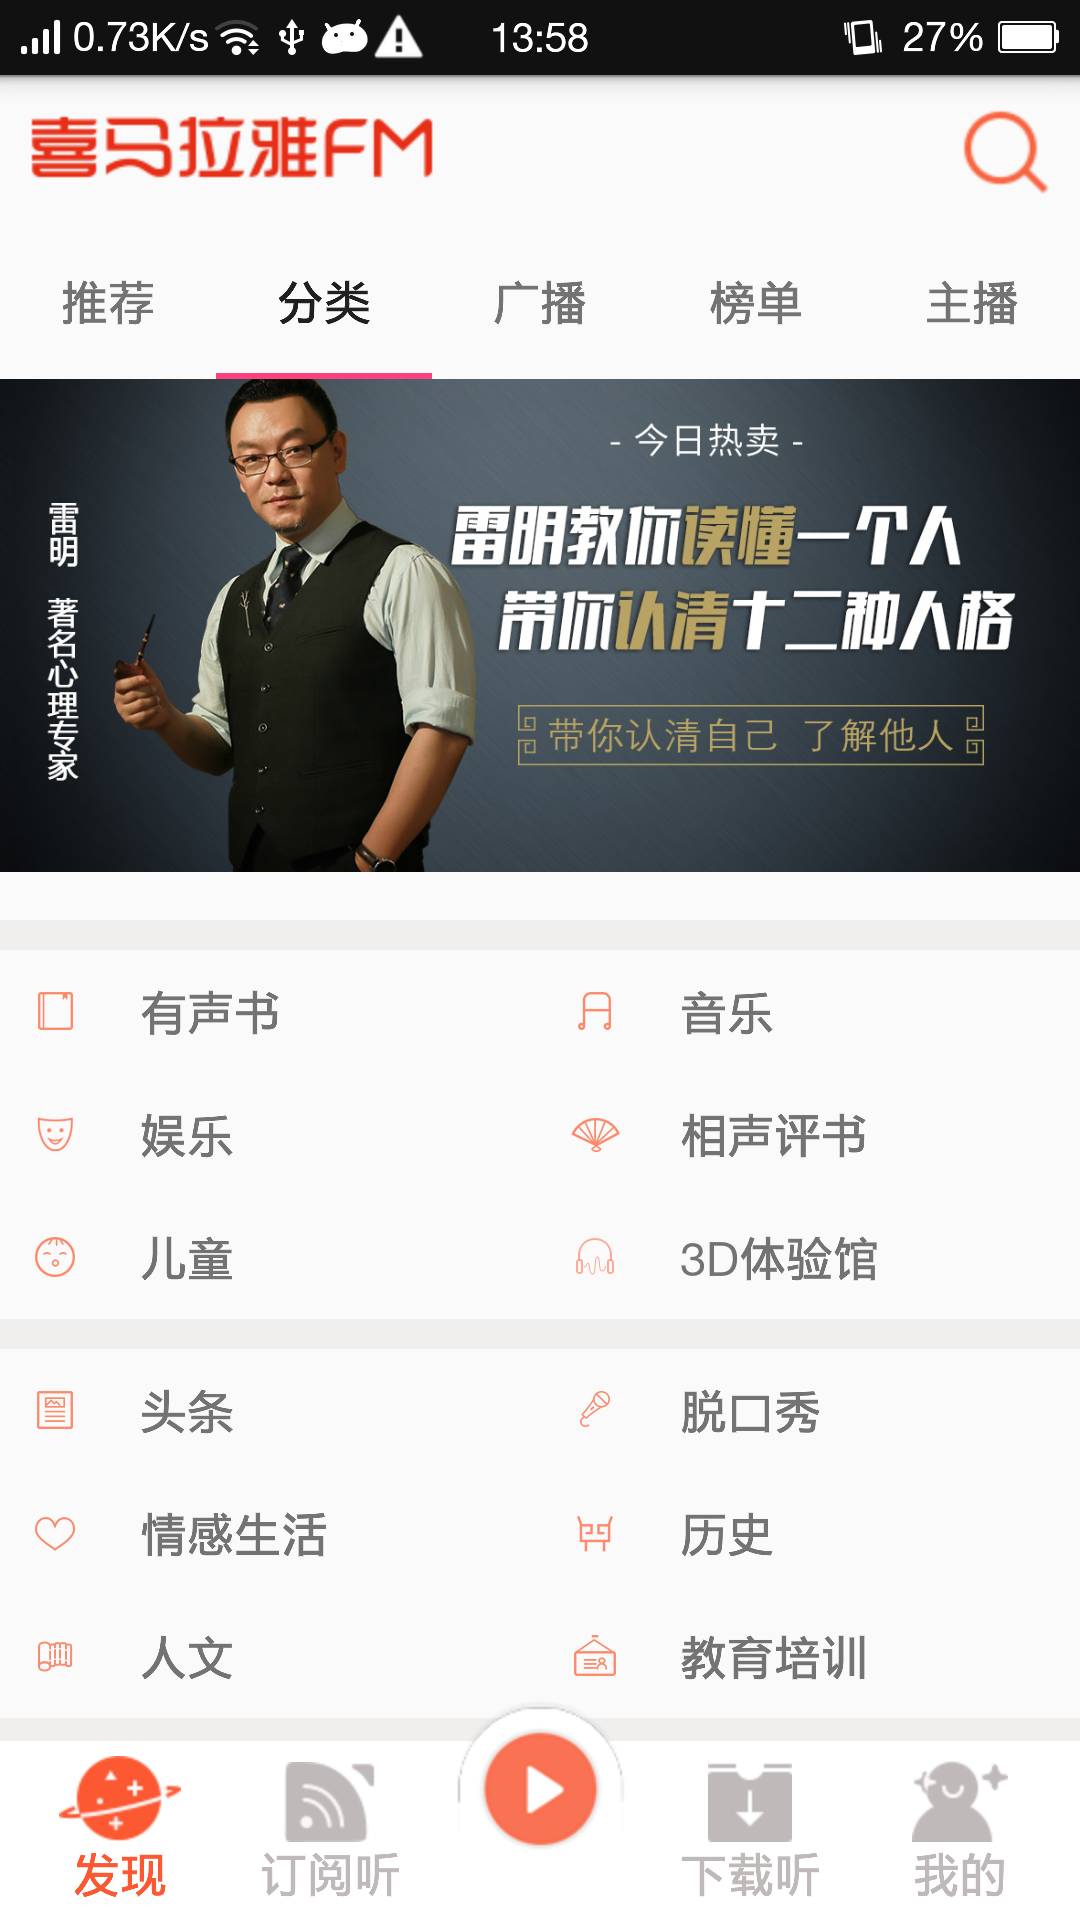 0.73K/s 13:58 27%
喜马拉雅FM
推荐 分类 广播 榜单 主播
- 今日热卖 -
雷明教你读懂一个人
带你认清十二种人格
带你认清自己 了解他人
雷明 著名心理专家
有声书 音乐
娱乐 相声评书
儿童 3D体验馆
头条 脱口秀
情感生活 历史
人文 教育培训
发现 订阅听 下载听 我的